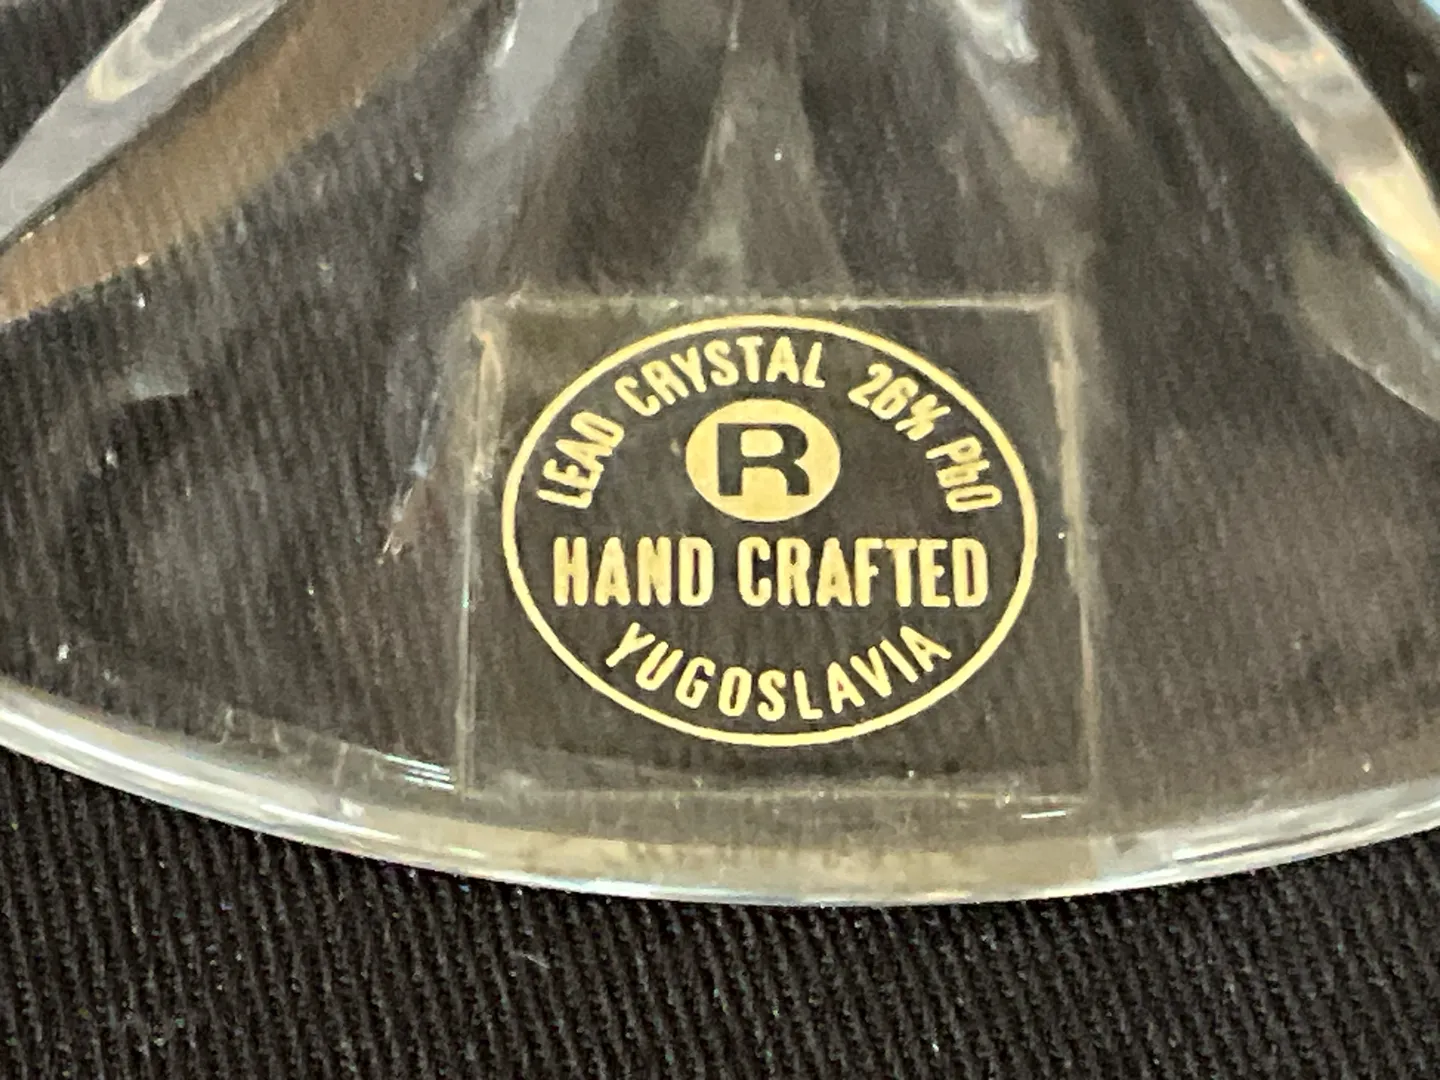 LEAD CRYSTAL 26% PbO
R
HAND CRAFTED
YUGOSLAVIA